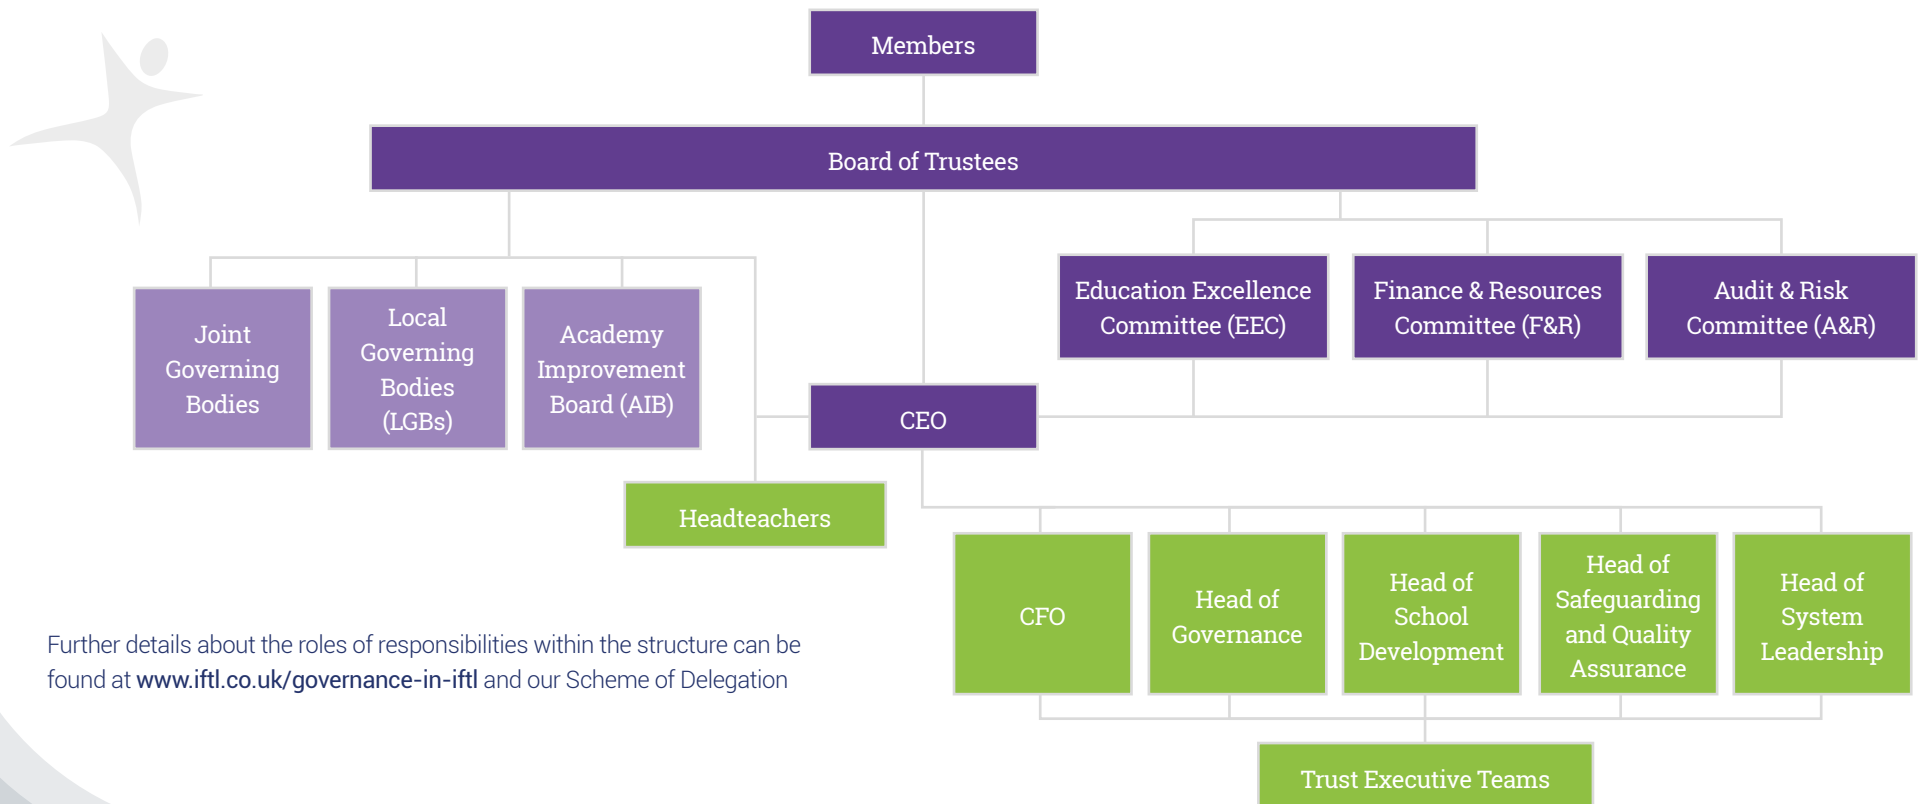 Members
Board of Trustees
Joint
Governing
Bodies
Local
Governing
Bodies
(LGBs)
Academy
Improvement
Board (AIB)
Education Excellence
Committee (EEC)
Finance & Resources
Committee (F&R)
Audit & Risk
Committee (A&R)
CEO
Headteachers
CFO
Head of
Governance
Head of
School
Development
Head of
Safeguarding
and Quality
Assurance
Head of
System
Leadership
Trust Executive Teams
Further details about the roles of responsibilities within the structure can be
found at www.iftl.co.uk/governance-in-iftl and our Scheme of Delegation